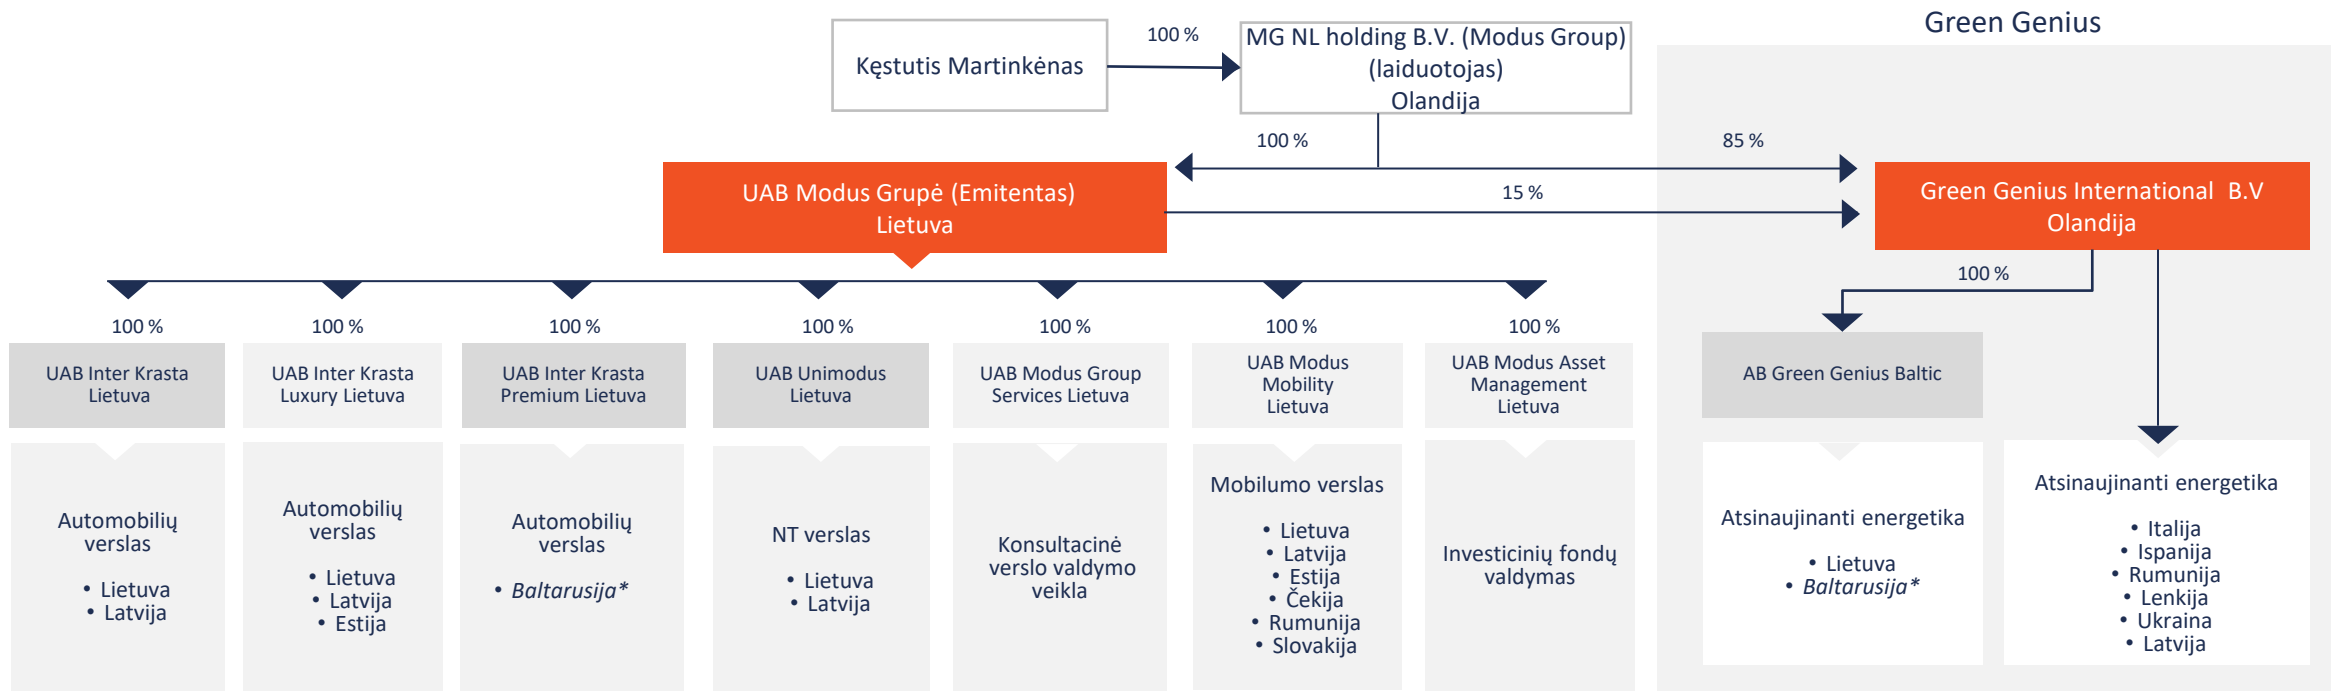 Green Genius
Kęstutis Martinkėnas
100 %
MG NL holding B.V. (Modus Group)
(laiduotojas)
Olandija
100 %
85 %
UAB Modus Grupė (Emitentas)
Lietuva
15 %
Green Genius International  B.V
Olandija
100 %
100 %
100 %
100 %
100 %
100 %
100 %
100 %
UAB Inter Krasta
Lietuva
UAB Inter Krasta
Luxury Lietuva
UAB Inter Krasta
Premium Lietuva
UAB Unimodus
Lietuva
UAB Modus Group
Services Lietuva
UAB Modus
Mobility
Lietuva
UAB Modus Asset
Management
Lietuva
AB Green Genius Baltic
Automobilių
verslas
• Lietuva
• Latvija
Automobilių
verslas
• Lietuva
• Latvija
• Estija
Automobilių
verslas
• Baltarusija*
NT verslas
• Lietuva
• Latvija
Konsultacinė
verslo valdymo
veikla
Mobilumo verslas
• Lietuva
• Latvija
• Estija
• Čekija
• Rumunija
• Slovakija
Investicinių fondų
valdymas
Atsinaujinanti energetika
• Lietuva
• Baltarusija*
Atsinaujinanti energetika
• Italija
• Ispanija
• Rumunija
• Lenkija
• Ukraina
• Latvija